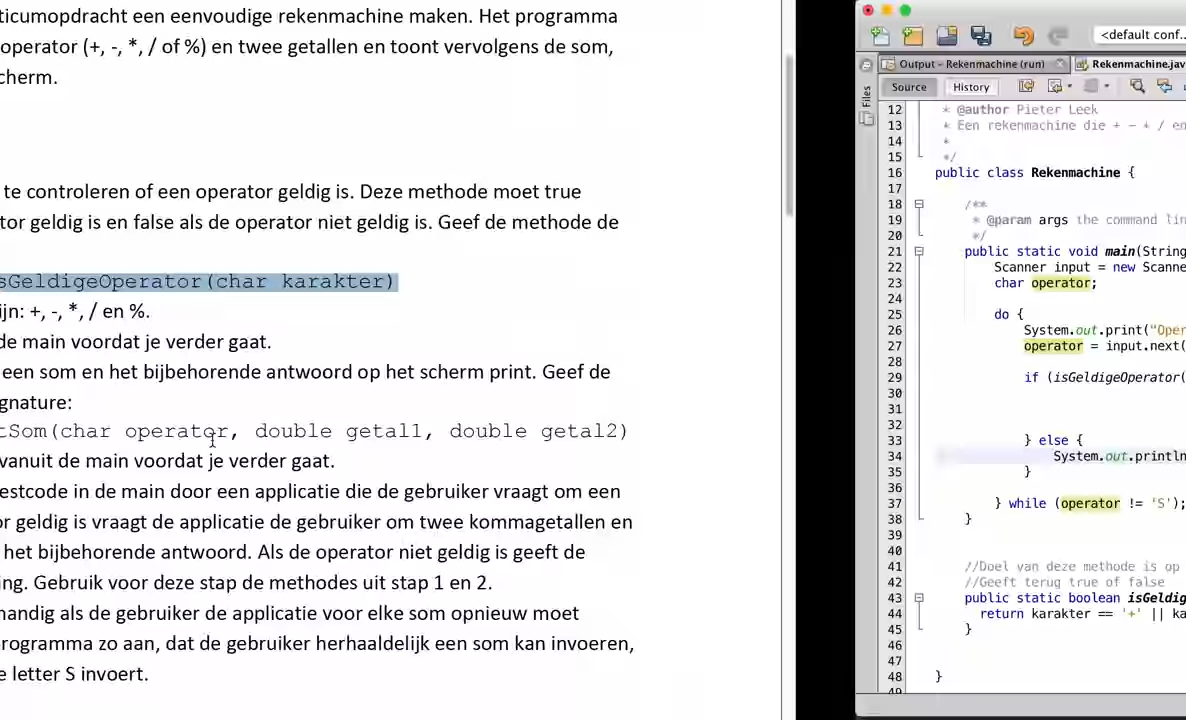 ticumopdracht een eenvoudige rekenmachine maken. Het programma
operator (+, -, *, / of %) en twee getallen en toont vervolgens de som,
cherm.
te controleren of een operator geldig is. Deze methode moet true
tor geldig is en false als de operator niet geldig is. Geef de methode de
sGeldigeOperator(char karakter)
ijn: +, -, *, / en %.
de main voordat je verder gaat.
een som en het bijbehorende antwoord op het scherm print. Geef de
gnature:
tSom(char operator, double getal1, double getal2)
vanuit de main voordat je verder gaat.
estcode in de main door een applicatie die de gebruiker vraagt om een
or geldig is vraagt de applicatie de gebruiker om twee kommagetallen en
het bijbehorende antwoord. Als de operator niet geldig is geeft de
ing. Gebruik voor deze stap de methodes uit stap 1 en 2.
handig als de gebruiker de applicatie voor elke som opnieuw moet
rogramma zo aan, dat de gebruiker herhaaldelijk een som kan invoeren,
e letter S invoert.
<default conf..
Output - Rekenmachine (run) Rekenmachine.jav
Files
Source History
12 * @author Pieter Leek
13 * Een rekenmachine die + - * / en
14 *
15 */
16 public class Rekenmachine {
17
18 /**
19 * @param args the command lin
20 */
21 public static void main(String
22 Scanner input = new Scanne
23 char operator;
24
25 do {
26 System.out.print("Oper
27 operator = input.next(
28
29 if (isGeldigeOperator(
30
31
32
33 } else {
34 System.out.println
35 }
36
37 } while (operator != 'S');
38 }
39
40
41 //Doel van deze methode is op
42 //Geeft terug true of false
43 public static boolean isGeldig
44 return karakter == '+' || ka
45 }
46
47
48 }
49